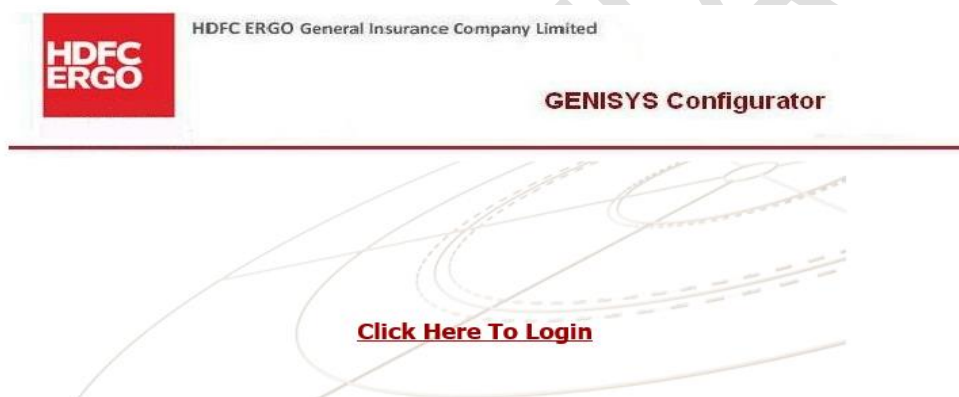 HDFC
ERGO
HDFC ERGO General Insurance Company Limited
GENISYS Configurator
Click Here To Login